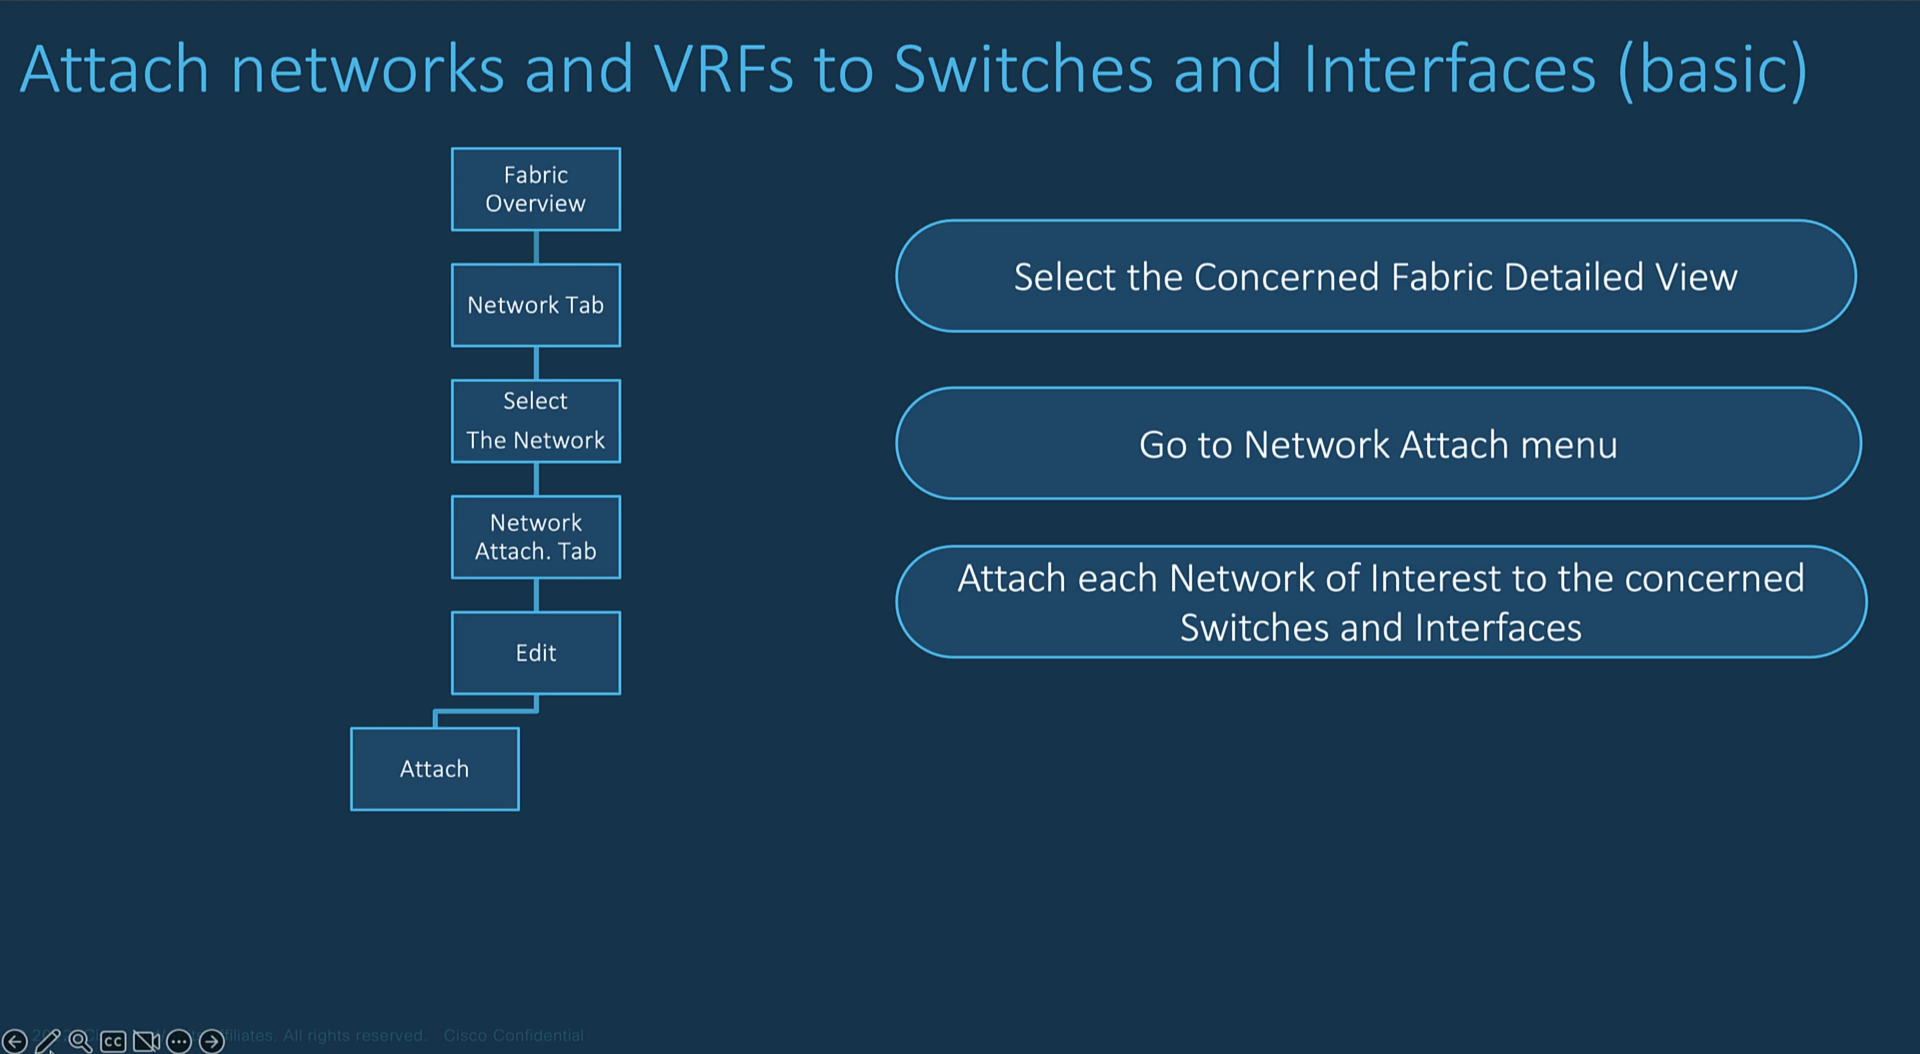 Attach networks and VRFs to Switches and Interfaces (basic)
Fabric
Overview
Network Tab
Select
The Network
Network
Attach. Tab
Edit
Attach
Select the Concerned Fabric Detailed View
Go to Network Attach menu
Attach each Network of Interest to the concerned
Switches and Interfaces
All rights reserved. Cisco Confidential
CC